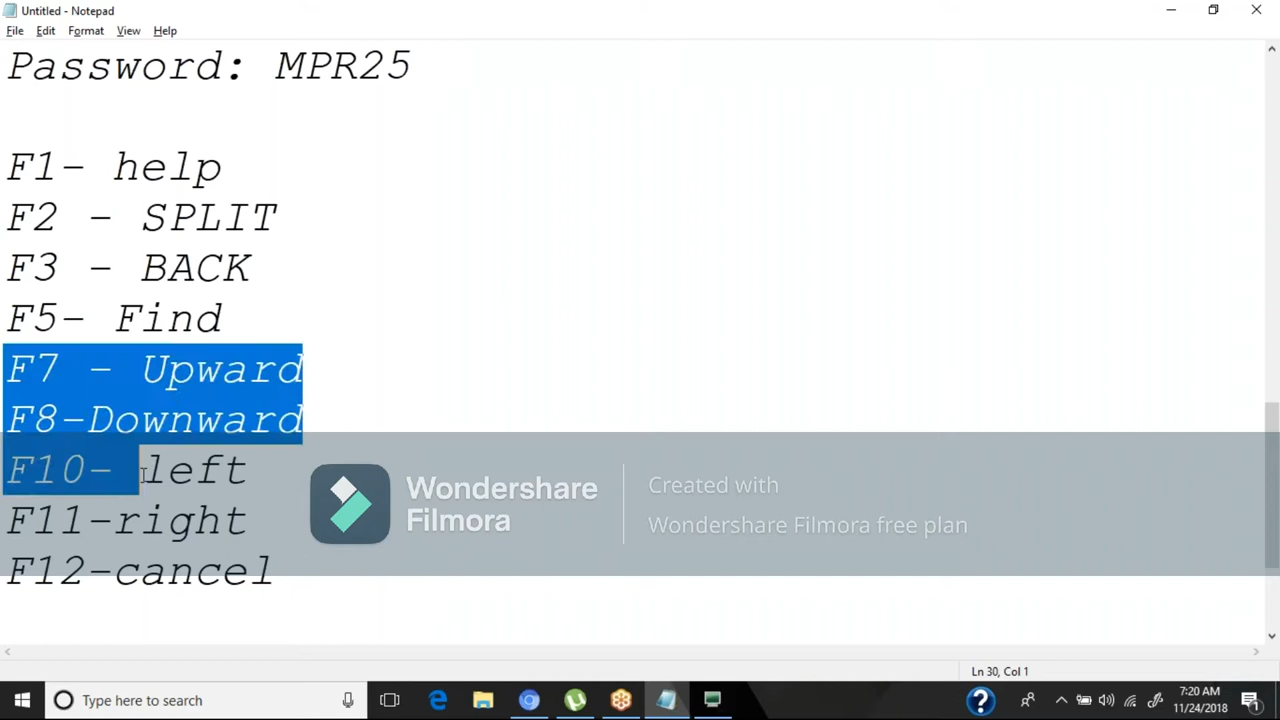 Untitled - Notepad
File Edit Format View Help
Password: MPR25
F1- help
F2 - SPLIT
F3 - BACK
F5- Find
F7 - Upward
F8-Downward
F10- left
F11-right
F12-cancel
Wondershare
Filmora
Created with
Wondershare Filmora free plan
Ln 30, Col 1
Type here to search
7:20 AM
11/24/2018